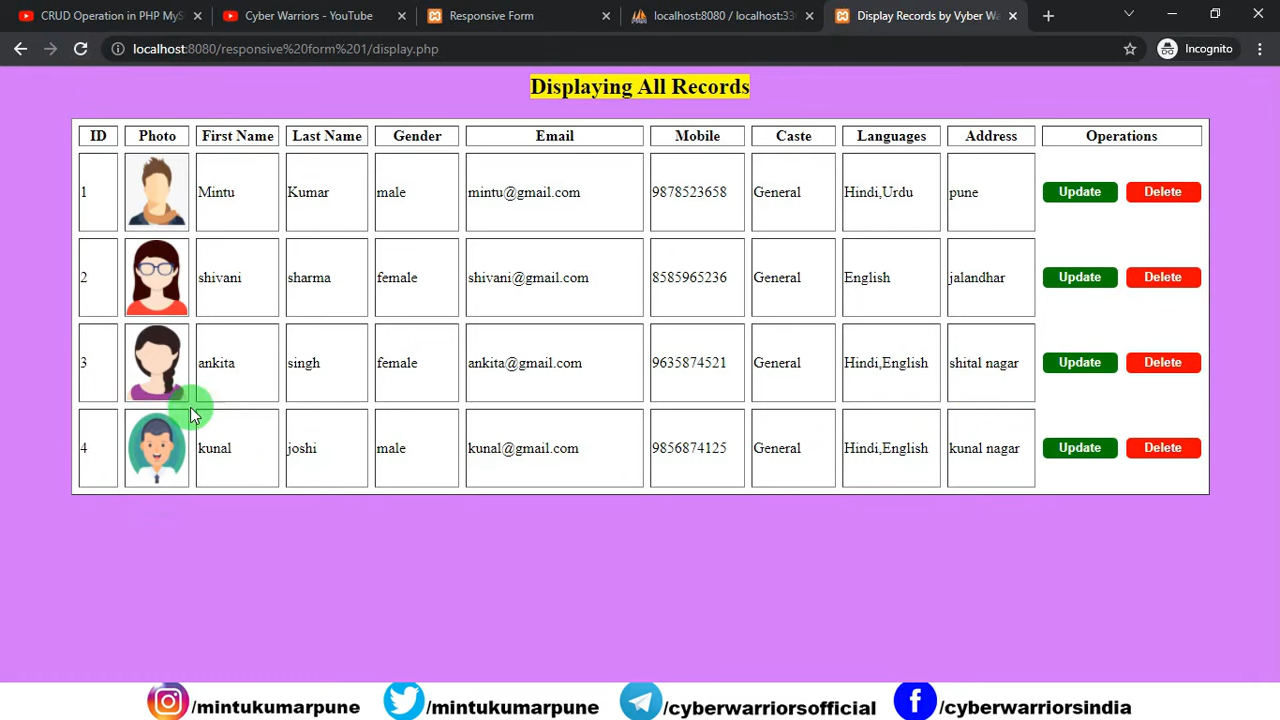 CRUD Operation in PHP MyS
Cyber Warriors - YouTube
Responsive Form
localhost:8080 / localhost:33
Display Records by Vyber Wa
localhost:8080/responsive%20form%201/display.php
Incognito
Displaying All Records
ID Photo First Name Last Name Gender Email Mobile Caste Languages Address Operations
1 Mintu Kumar male mintu@gmail.com 9878523658 General Hindi,Urdu pune Update Delete
2 shivani sharma female shivani@gmail.com 8585965236 General English jalandhar Update Delete
3 ankita singh female ankita@gmail.com 9635874521 General Hindi,English shital nagar Update Delete
4 kunal joshi male kunal@gmail.com 9856874125 General Hindi,English kunal nagar Update Delete
/mintukumarpune /mintukumarpune /cyberwarriorsofficial /cyberwarriorsindia